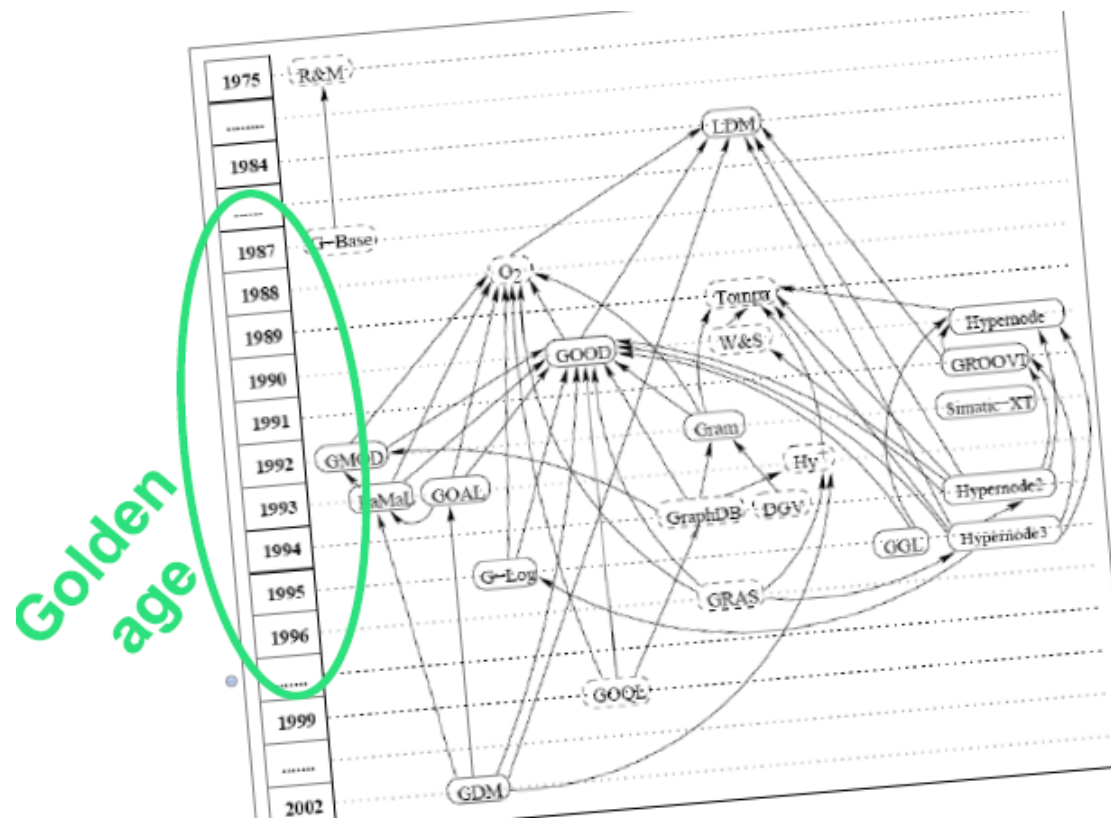 1975
R&M
........
LDM
1984
......
1987
G-Base
O2
1988
Tompa
1989
Hypernode
W&S
GOOD
1990
GROOVY
Simatic-XT
1991
Gram
1992
GMOD
Hy+
1993
PaMaL
GOAL
Hypernode2
GraphDB
DGV
1994
GGL
Hypernode3
G-Log
1995
GRAS
1996
.......
GOQL
1999
.......
GDM
2002
Golden
age